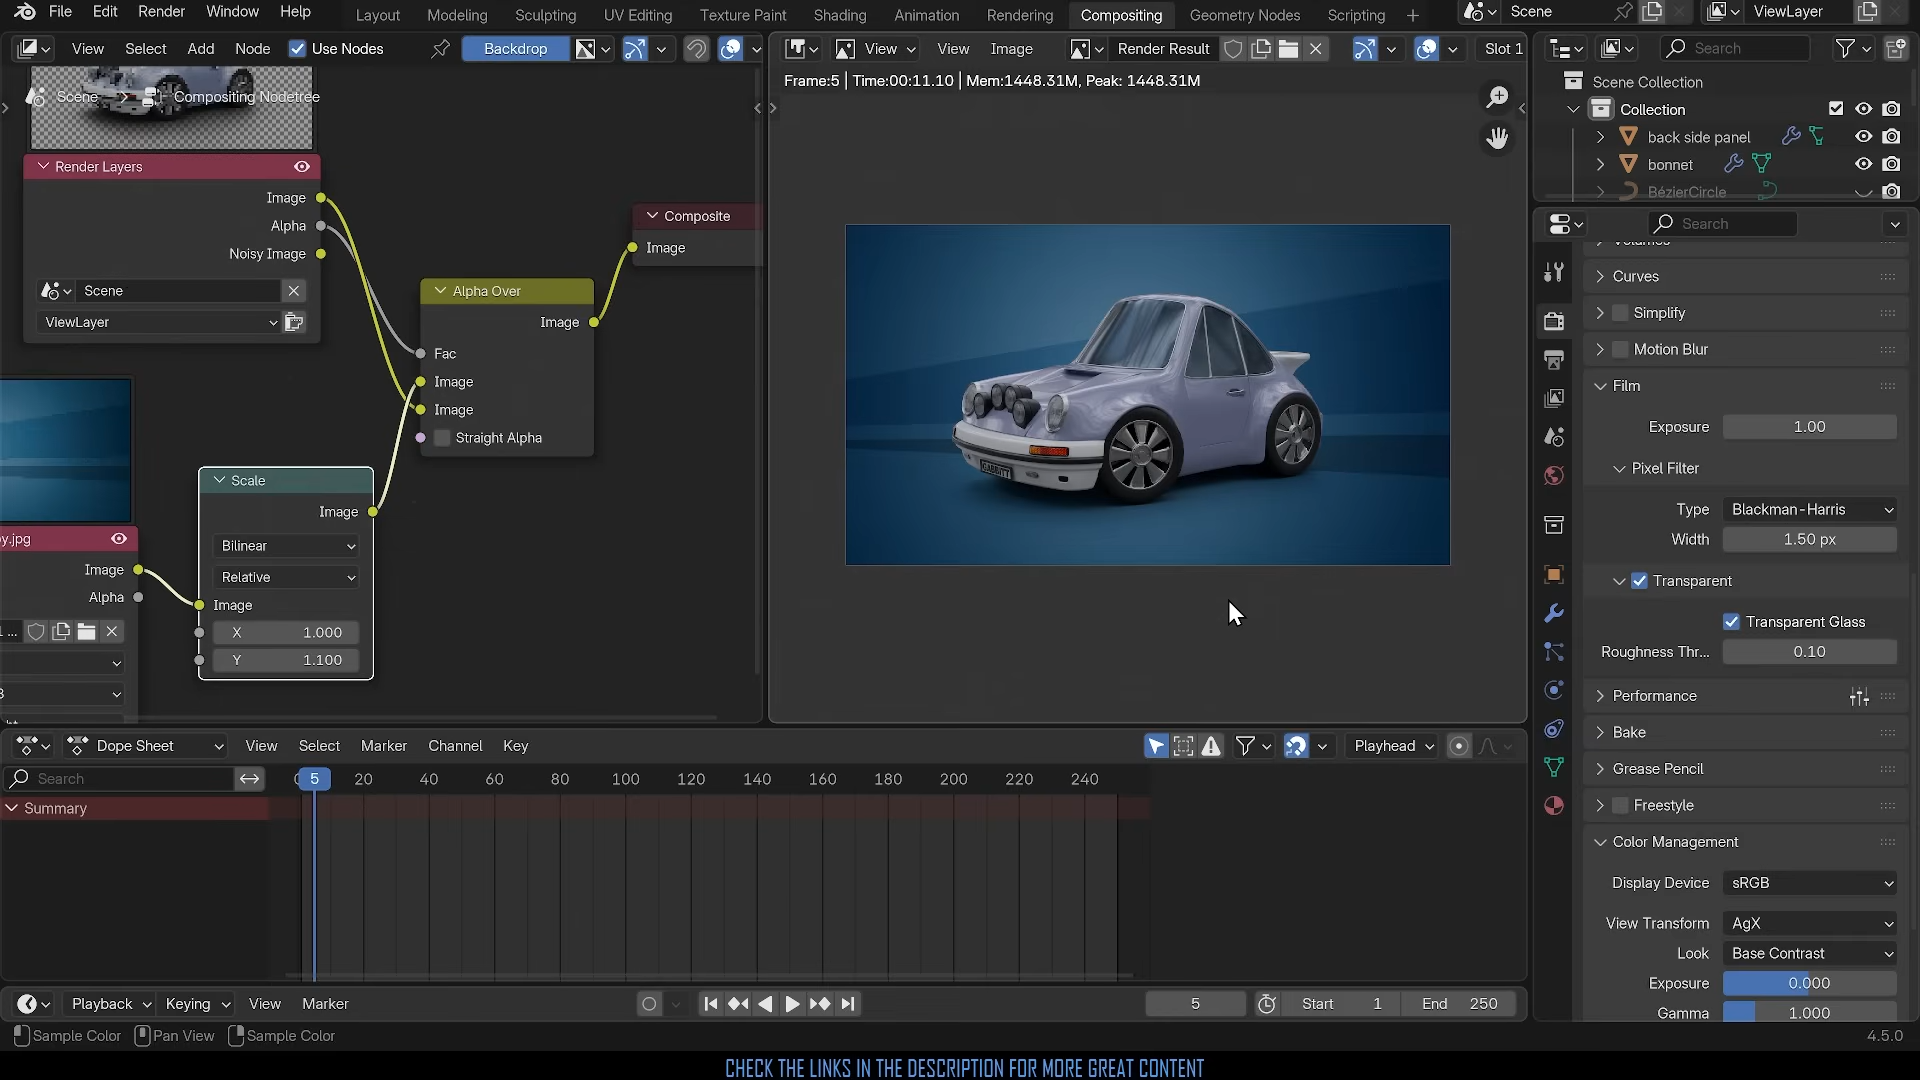 File Edit Render Window Help Layout Modeling Sculpting UV Editing Texture Paint Shading Animation Rendering Compositing Geometry Nodes Scripting + Scene ViewLayer
View Select Add Node Use Nodes Backdrop View View Image Render Result Slot 1 Search
Frame:5 | Time:00:11.10 | Mem:1448.31M, Peak: 1448.31M
Scene Compositing Nodetree
Scene Collection
Collection
back side panel
bonnet
BézierCircle
Render Layers
Image
Alpha
Noisy Image
Scene
ViewLayer
Composite
Image
Alpha Over
Image
Fac
Image
Image
Straight Alpha
Scale
Image
Bilinear
Relative
Image
X 1.000
Y 1.100
y.jpg
Image
Alpha
Search
Volumes
Curves
Simplify
Motion Blur
Film
Exposure 1.00
Pixel Filter
Type Blackman-Harris
Width 1.50 px
Transparent
Transparent Glass
Roughness Thr... 0.10
Performance
Bake
Grease Pencil
Freestyle
Color Management
Display Device sRGB
View Transform AgX
Look Base Contrast
Exposure 0.000
Gamma 1.000
Dope Sheet View Select Marker Channel Key Playhead
Search 5 20 40 60 80 100 120 140 160 180 200 220 240
Summary
Playback Keying View Marker 5 Start 1 End 250
Sample Color Pan View Sample Color 4.5.0
CHECK THE LINKS IN THE DESCRIPTION FOR MORE GREAT CONTENT